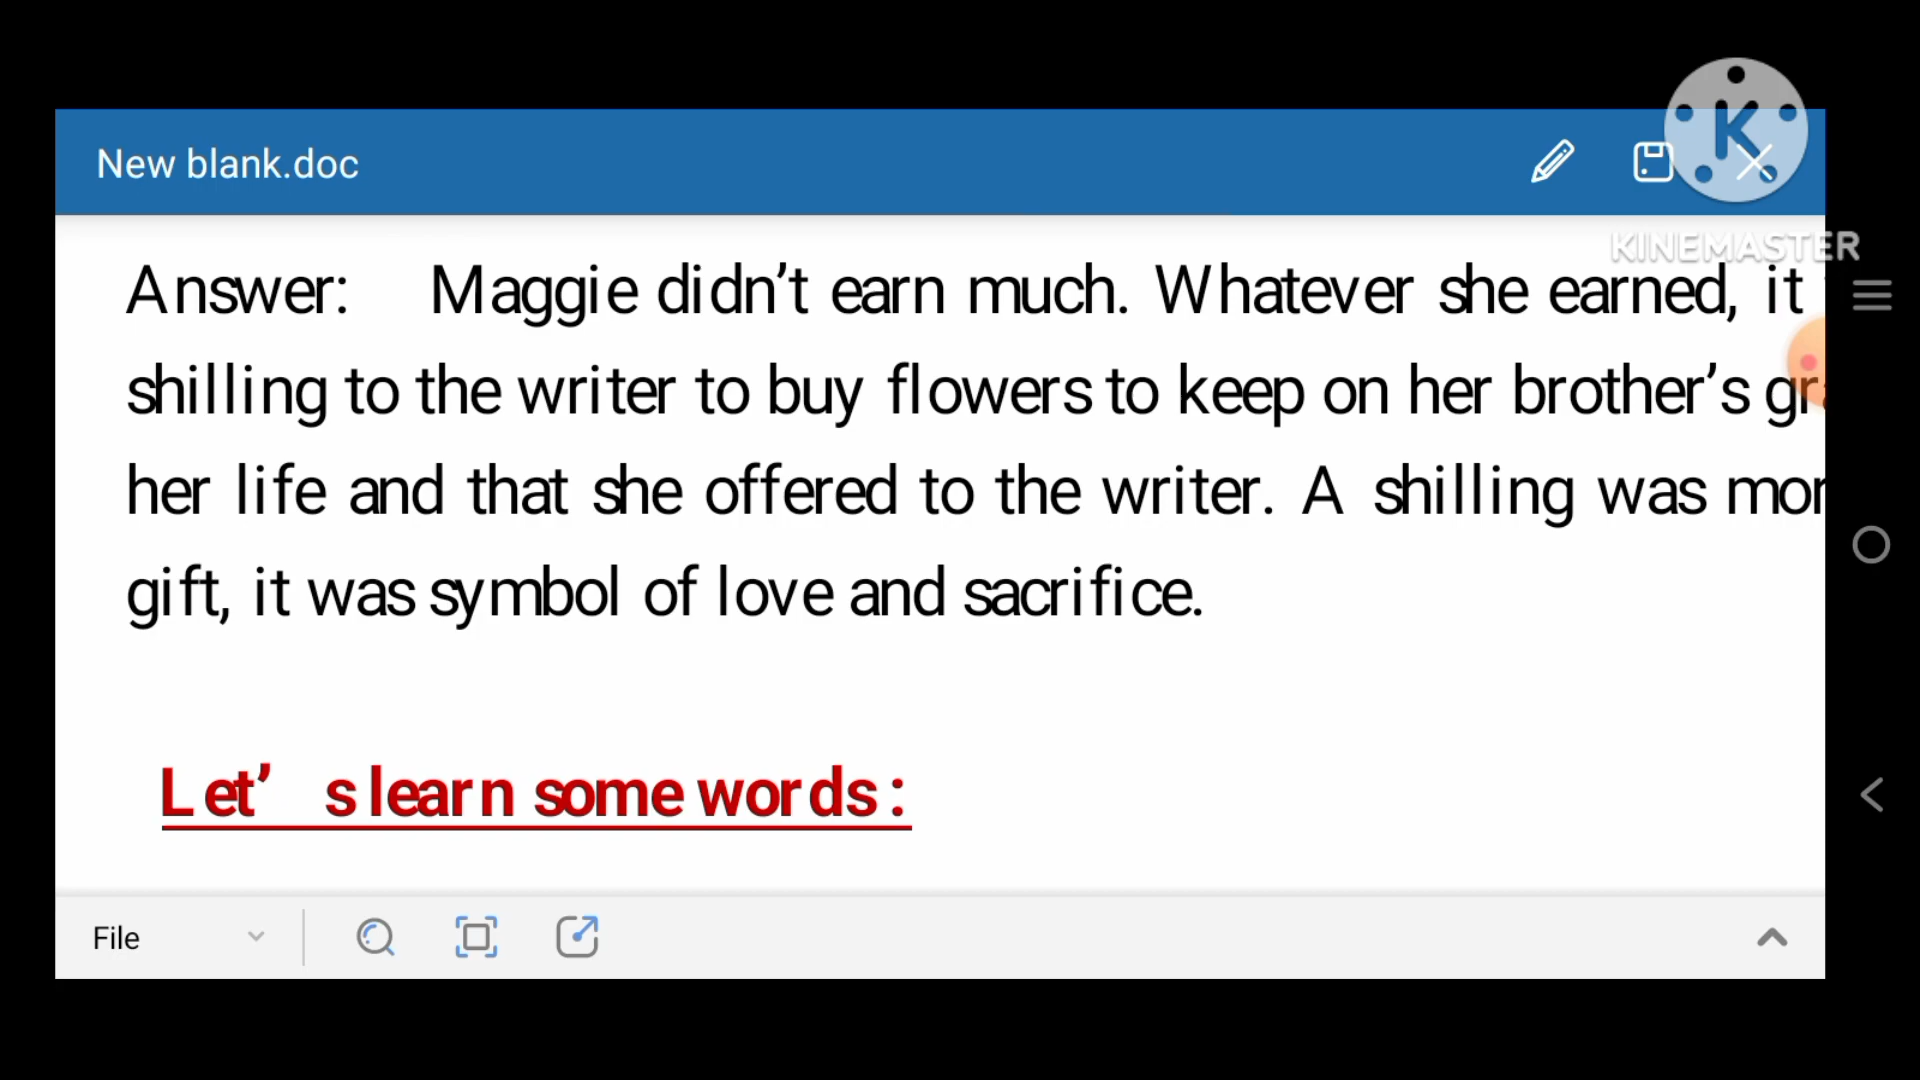 New blank.doc
KINEMASTER
Answer: Maggie didn’t earn much. Whatever she earned, it
shilling to the writer to buy flowers to keep on her brother’s
her life and that she offered to the writer. A shilling was
gift, it was symbol of love and sacrifice.
Let’ s learn some words :
File